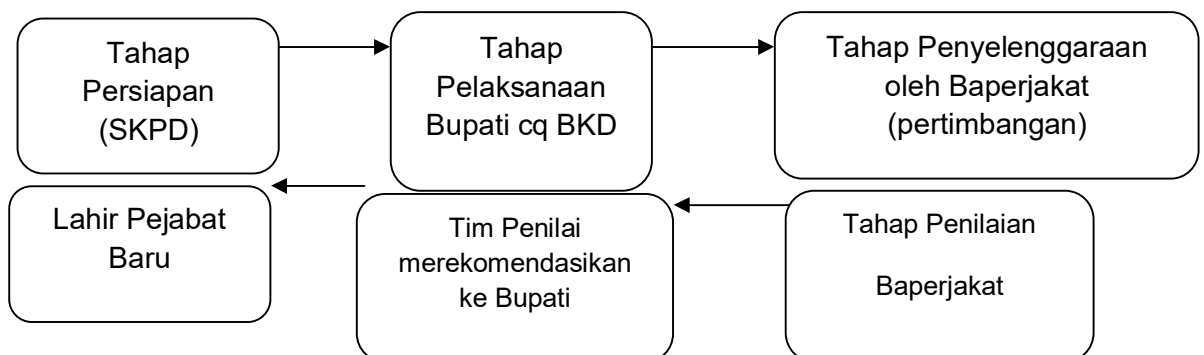 Tahap
Persiapan
(SKPD)
Tahap
Pelaksanaan
Bupati cq BKD
Tahap Penyelenggaraan
oleh Baperjakat
(pertimbangan)
Lahir Pejabat
Baru
Tim Penilai
merekomendasikan
ke Bupati
Tahap Penilaian
Baperjakat